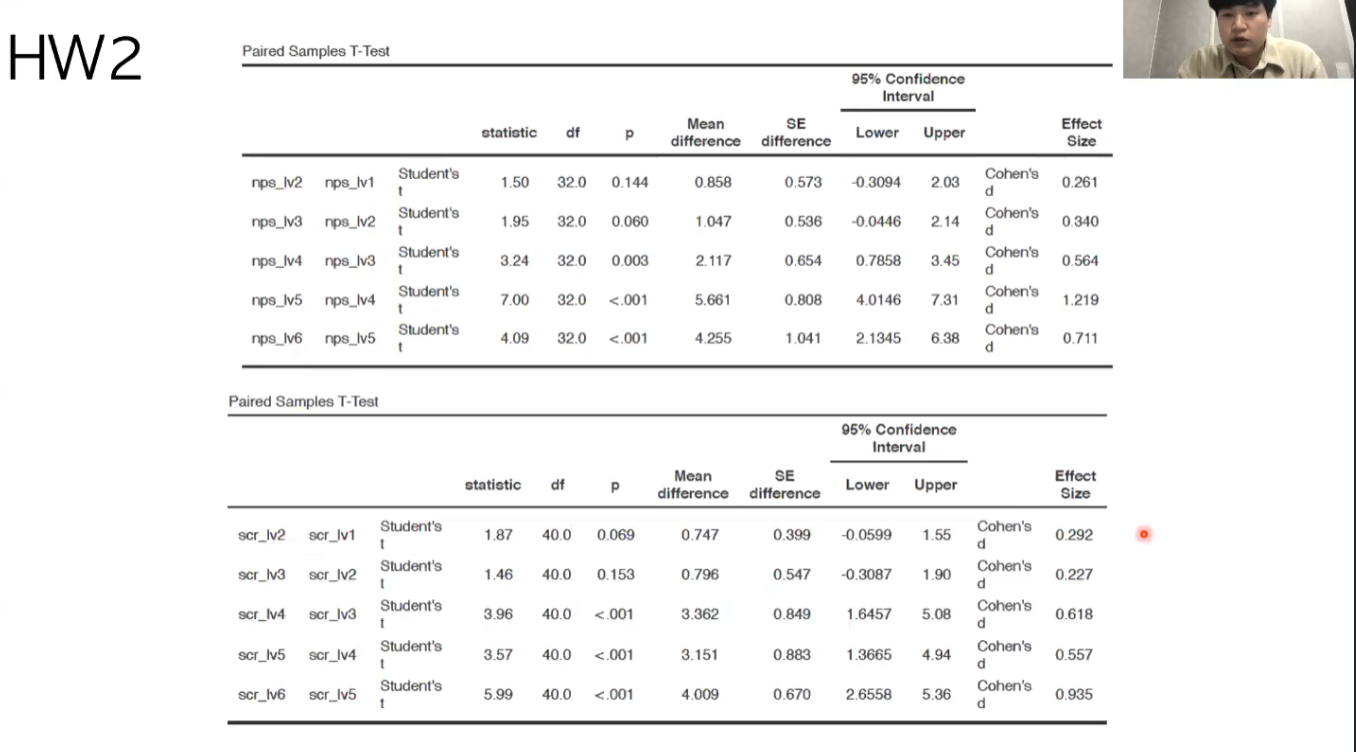 HW2
Paired Samples T-Test
95% Confidence
Interval
statistic df p Mean difference SE difference Lower Upper Effect Size
nps_lv2 nps_lv1 Student's t 1.50 32.0 0.144 0.858 0.573 -0.3094 2.03 Cohen's d 0.261
nps_lv3 nps_lv2 Student's t 1.95 32.0 0.060 1.047 0.536 -0.0446 2.14 Cohen's d 0.340
nps_lv4 nps_lv3 Student's t 3.24 32.0 0.003 2.117 0.654 0.7858 3.45 Cohen's d 0.564
nps_lv5 nps_lv4 Student's t 7.00 32.0 <.001 5.661 0.808 4.0146 7.31 Cohen's d 1.219
nps_lv6 nps_lv5 Student's t 4.09 32.0 <.001 4.255 1.041 2.1345 6.38 Cohen's d 0.711
Paired Samples T-Test
95% Confidence
Interval
statistic df p Mean difference SE difference Lower Upper Effect Size
scr_lv2 scr_lv1 Student's t 1.87 40.0 0.069 0.747 0.399 -0.0599 1.55 Cohen's d 0.292
scr_lv3 scr_lv2 Student's t 1.46 40.0 0.153 0.796 0.547 -0.3087 1.90 Cohen's d 0.227
scr_lv4 scr_lv3 Student's t 3.96 40.0 <.001 3.362 0.849 1.6457 5.08 Cohen's d 0.618
scr_lv5 scr_lv4 Student's t 3.57 40.0 <.001 3.151 0.883 1.3665 4.94 Cohen's d 0.557
scr_lv6 scr_lv5 Student's t 5.99 40.0 <.001 4.009 0.670 2.6558 5.36 Cohen's d 0.935